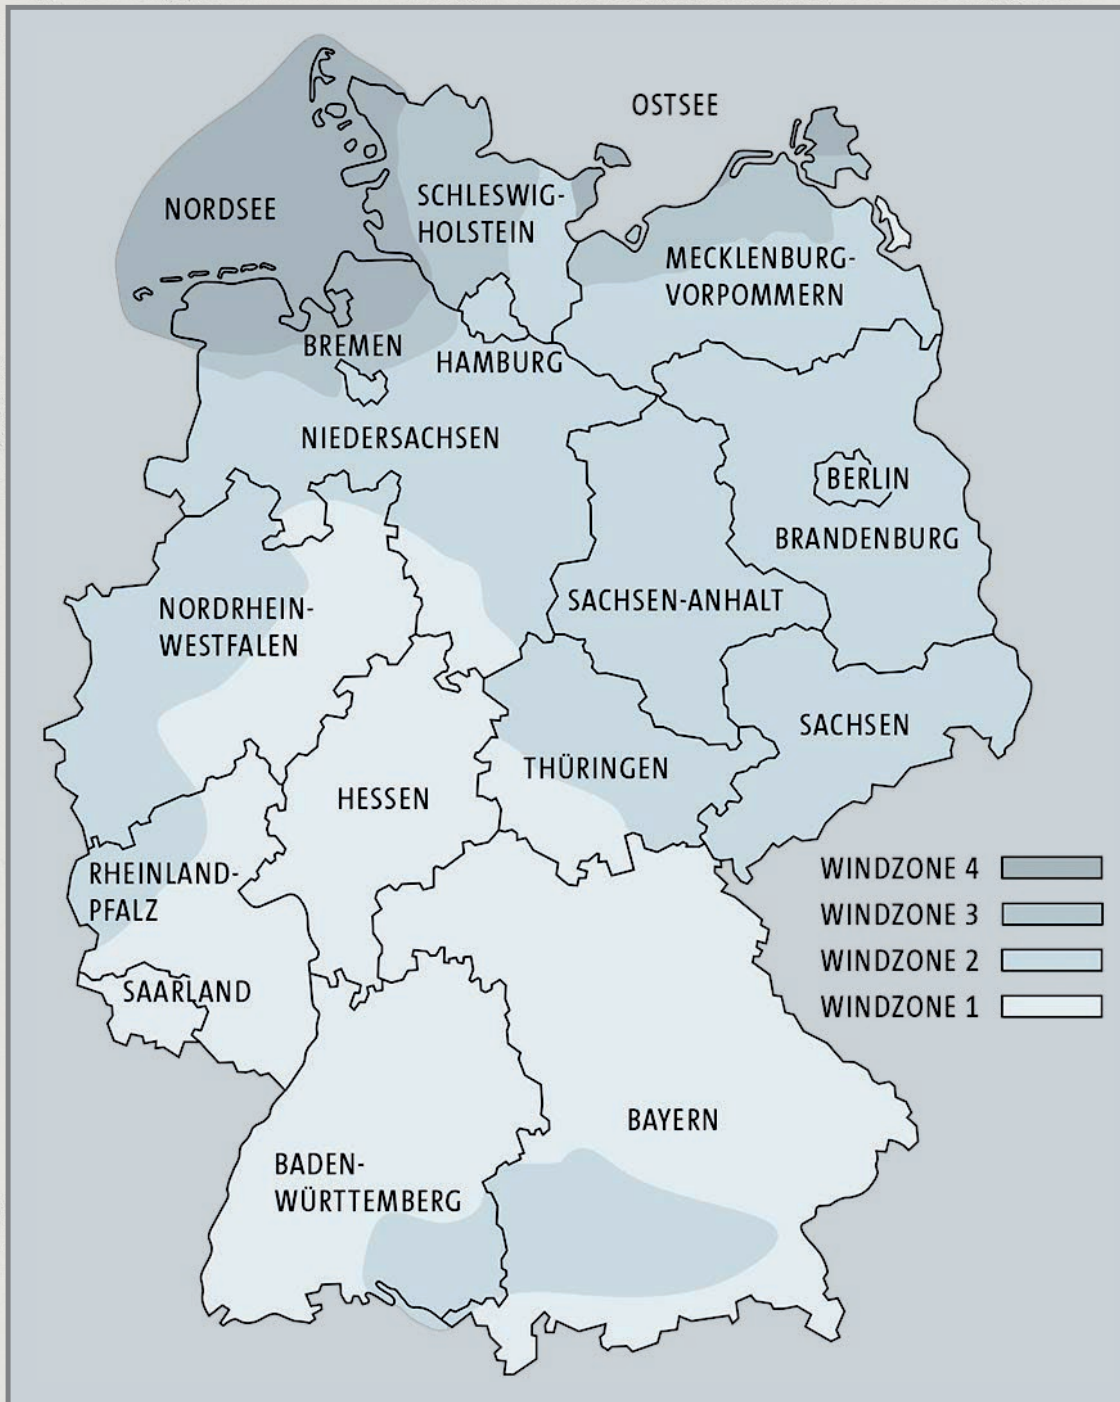 OSTSEE
NORDSEE
SCHLESWIG-
HOLSTEIN
MECKLENBURG-
VORPOMMERN
BREMEN
HAMBURG
NIEDERSACHSEN
BERLIN
BRANDENBURG
SACHSEN-ANHALT
NORDRHEIN-
WESTFALEN
SACHSEN
THÜRINGEN
HESSEN
RHEINLAND-
PFALZ
SAARLAND
WINDZONE 4
WINDZONE 3
WINDZONE 2
WINDZONE 1
BAYERN
BADEN-
WÜRTTEMBERG